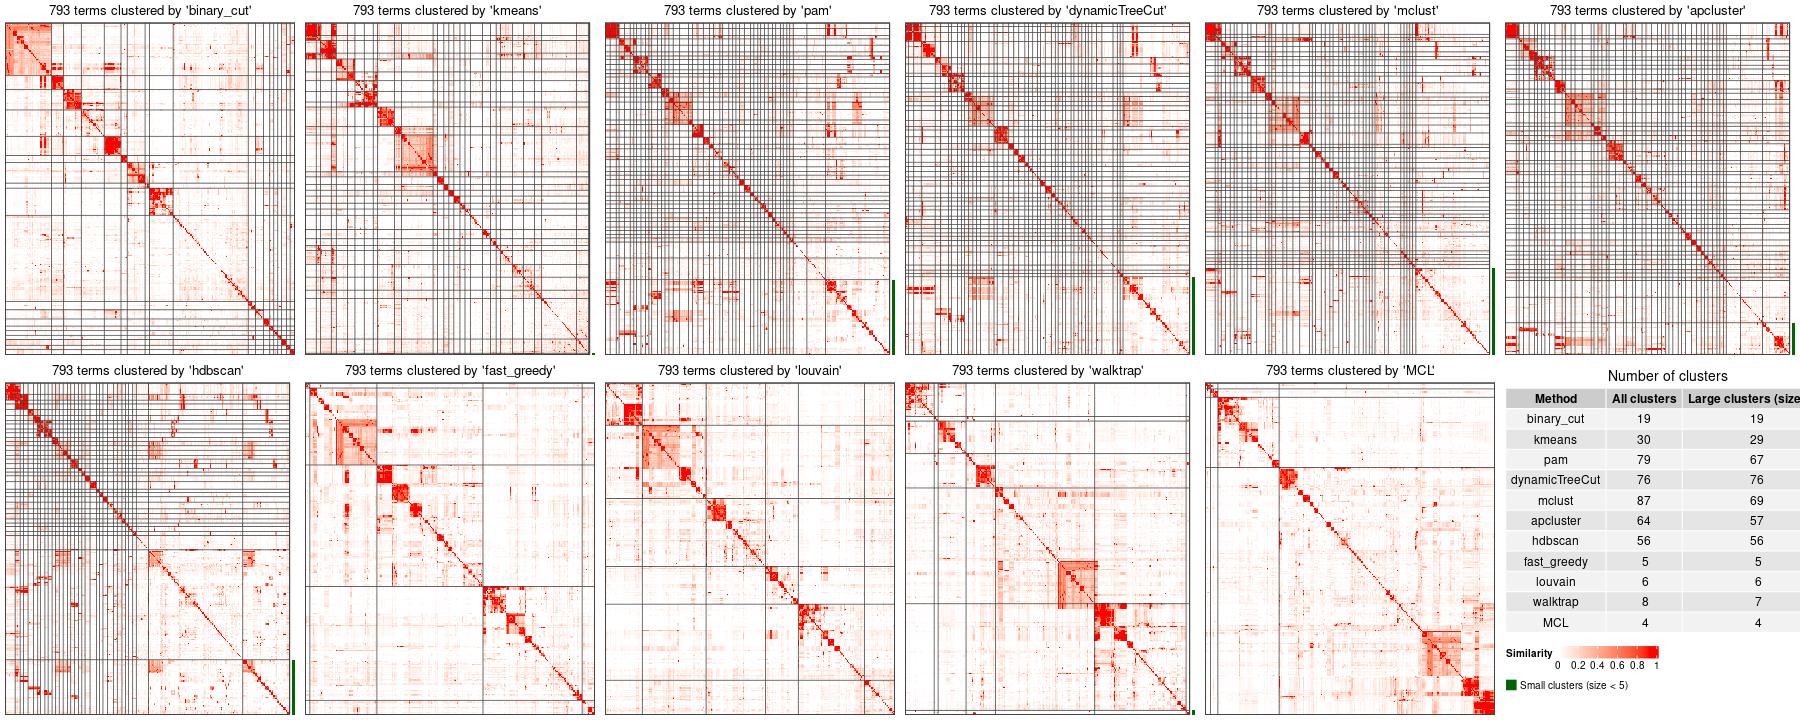 793 terms clustered by 'binary_cut'
793 terms clustered by 'kmeans'
793 terms clustered by 'pam'
793 terms clustered by 'dynamicTreeCut'
793 terms clustered by 'mclust'
793 terms clustered by 'apcluster'
793 terms clustered by 'hdbscan'
793 terms clustered by 'fast_greedy'
793 terms clustered by 'louvain'
793 terms clustered by 'walktrap'
793 terms clustered by 'MCL'
Number of clusters
Method All clusters Large clusters (size
binary_cut 19 19
kmeans 30 29
pam 79 67
dynamicTreeCut 76 76
mclust 87 69
apcluster 64 57
hdbscan 56 56
fast_greedy 5 5
louvain 6 6
walktrap 8 7
MCL 4 4
Similarity
0 0.2 0.4 0.6 0.8 1
Small clusters (size < 5)